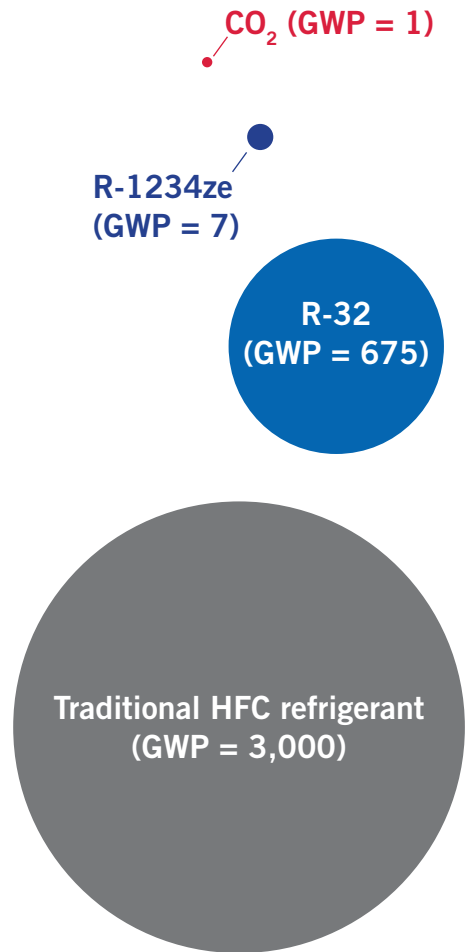 CO₂ (GWP = 1)
R-1234ze
(GWP = 7)
R-32
(GWP = 675)
Traditional HFC refrigerant
(GWP = 3,000)